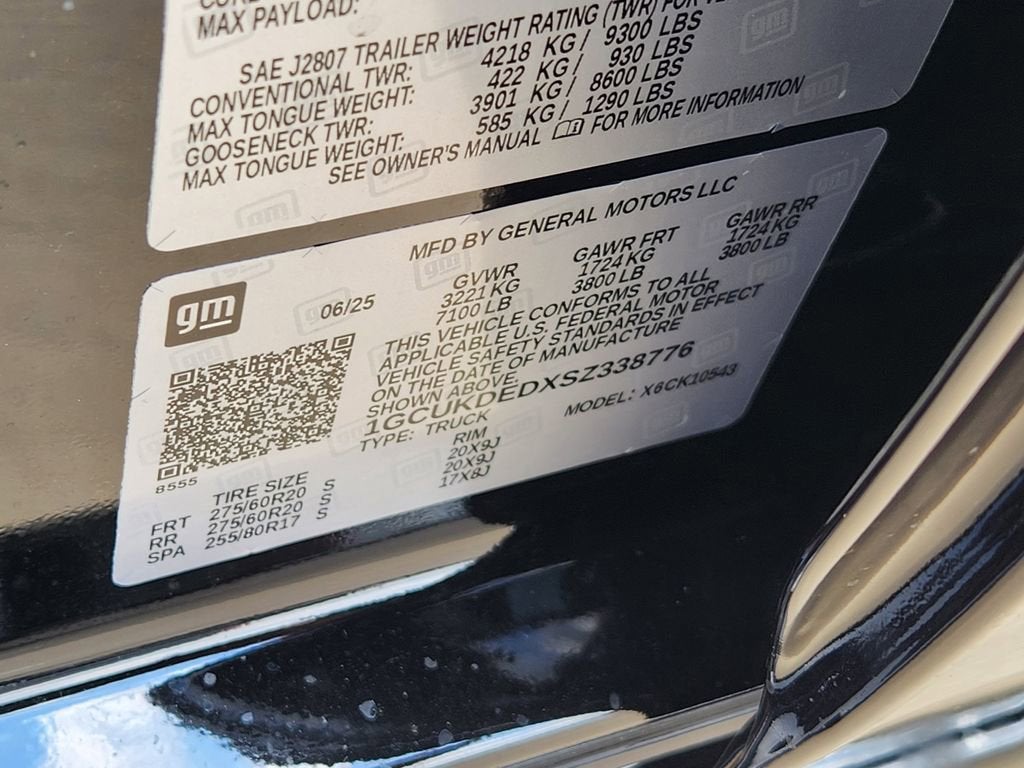 MAX PAYLOAD:
SAE J2807 TRAILER WEIGHT RATING (TWR) FOR
CONVENTIONAL TWR: 4218 KG/ 9300 LBS
MAX TONGUE WEIGHT: 422 KG/ 930 LBS
GOOSENECK TWR: 3901 KG/ 8600 LBS
MAX TONGUE WEIGHT: 585 KG/ 1290 LBS
SEE OWNER'S MANUAL FOR MORE INFORMATION
MFD BY GENERAL MOTORS LLC
gm 06/25 GVWR GAWR FRT GAWR RR
3221 KG 1724 KG 1724 KG
7100 LB 3800 LB 3800 LB
THIS VEHICLE CONFORMS TO ALL
APPLICABLE U.S. FEDERAL MOTOR
VEHICLE SAFETY STANDARDS IN EFFECT
ON THE DATE OF MANUFACTURE
SHOWN ABOVE.
1GCUKDEDXSZ338776
TYPE: TRUCK MODEL: X6CK10543
8555
TIRE SIZE RIM
FRT 275/60R20 S 20X9J
RR 275/60R20 S 20X9J
SPA 255/80R17 S 17X8J